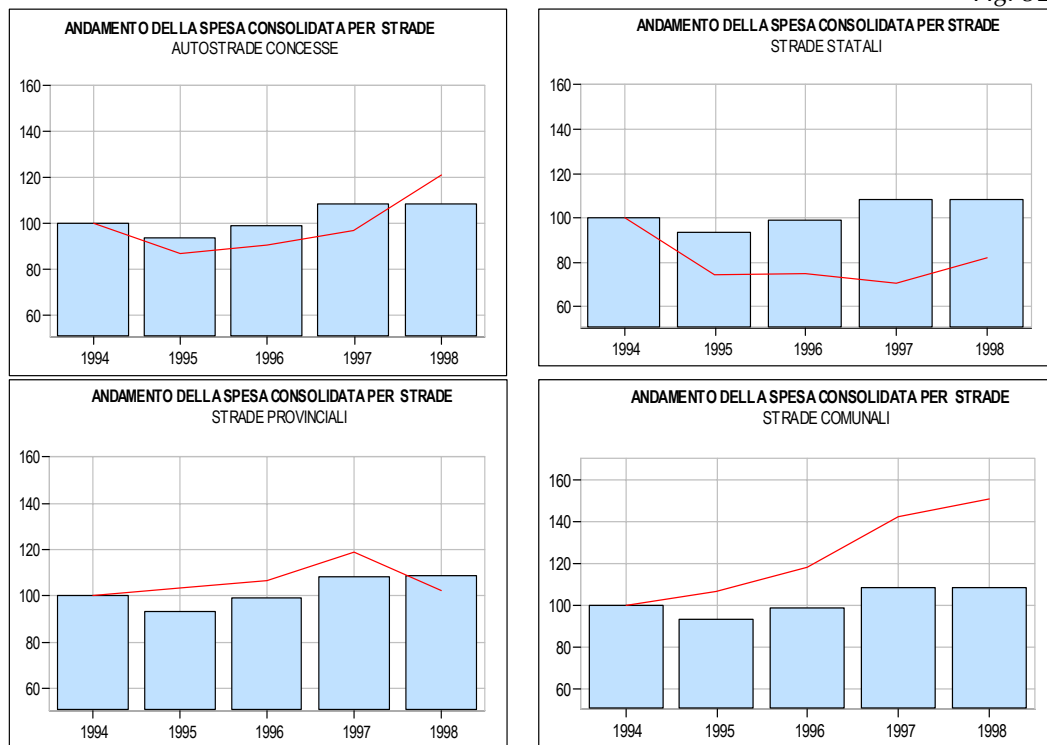 ANDAMENTO DELLA SPESA CONSOLIDATA PER STRADE
AUTOSTRADE CONCESSE
160
140
120
100
80
60
1994 1995 1996 1997 1998
ANDAMENTO DELLA SPESA CONSOLIDATA PER STRADE
STRADE STATALI
160
140
120
100
80
60
1994 1995 1996 1997 1998
ANDAMENTO DELLA SPESA CONSOLIDATA PER STRADE
STRADE PROVINCIALI
160
140
120
100
80
60
1994 1995 1996 1997 1998
ANDAMENTO DELLA SPESA CONSOLIDATA PER STRADE
STRADE COMUNALI
160
140
120
100
80
60
1994 1995 1996 1997 1998